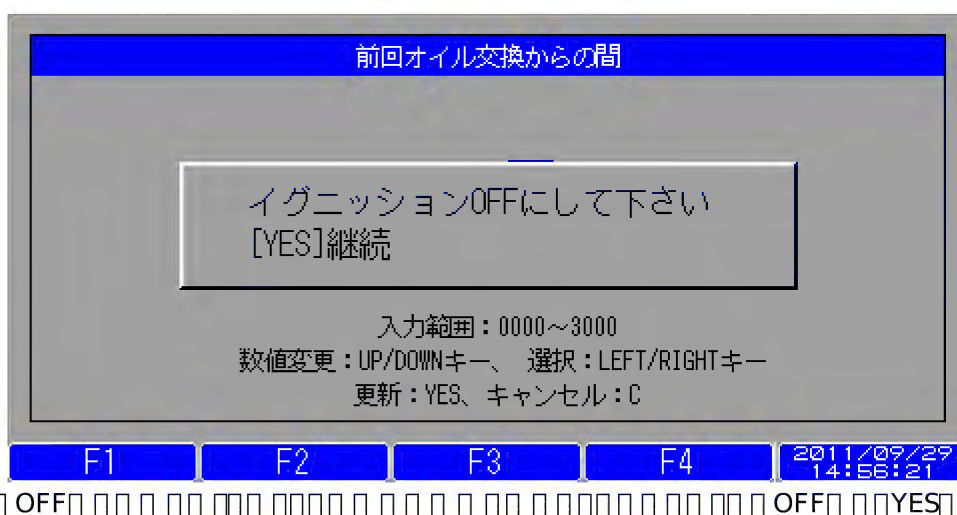 前回オイル交換からの間
イグニッションOFFにして下さい
[YES]継続
入力範囲：0000～3000
数値変更：UP/DOWNキー、 選択：LEFT/RIGHTキー
更新：YES、キャンセル：C
F1 F2 F3 F4 2011/09/29
14:56:21
OFF OFF YES